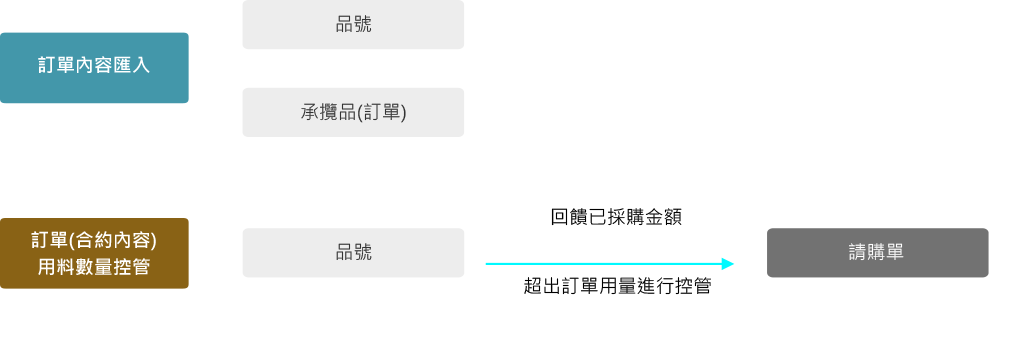 品號
訂單內容匯入
承攬品(訂單)
回饋已採購金額
訂單(合約內容)
用料數量控管
品號
請購單
超出訂單用量進行控管